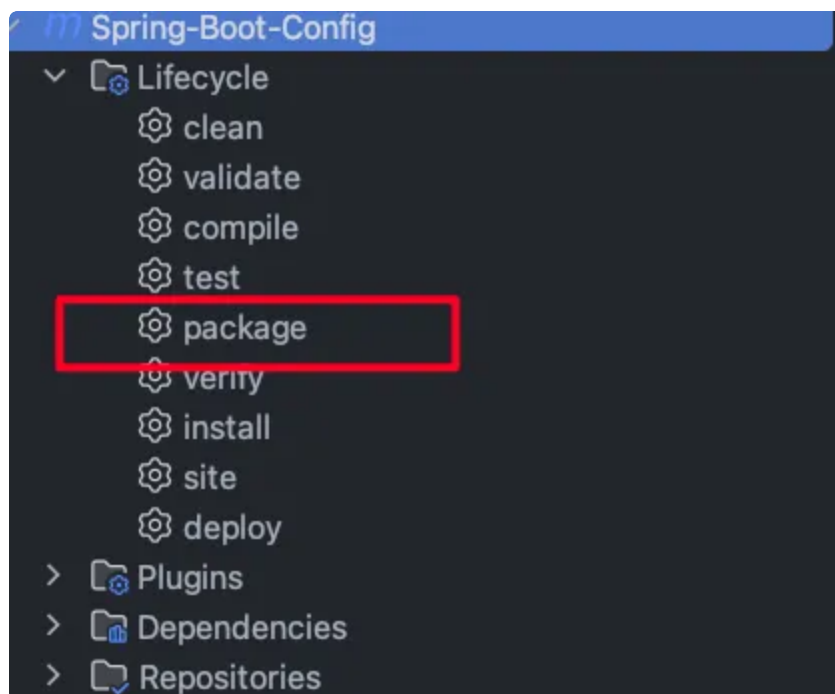 Spring-Boot-Config
Lifecycle
clean
validate
compile
test
package
verify
install
site
deploy
Plugins
Dependencies
Repositories